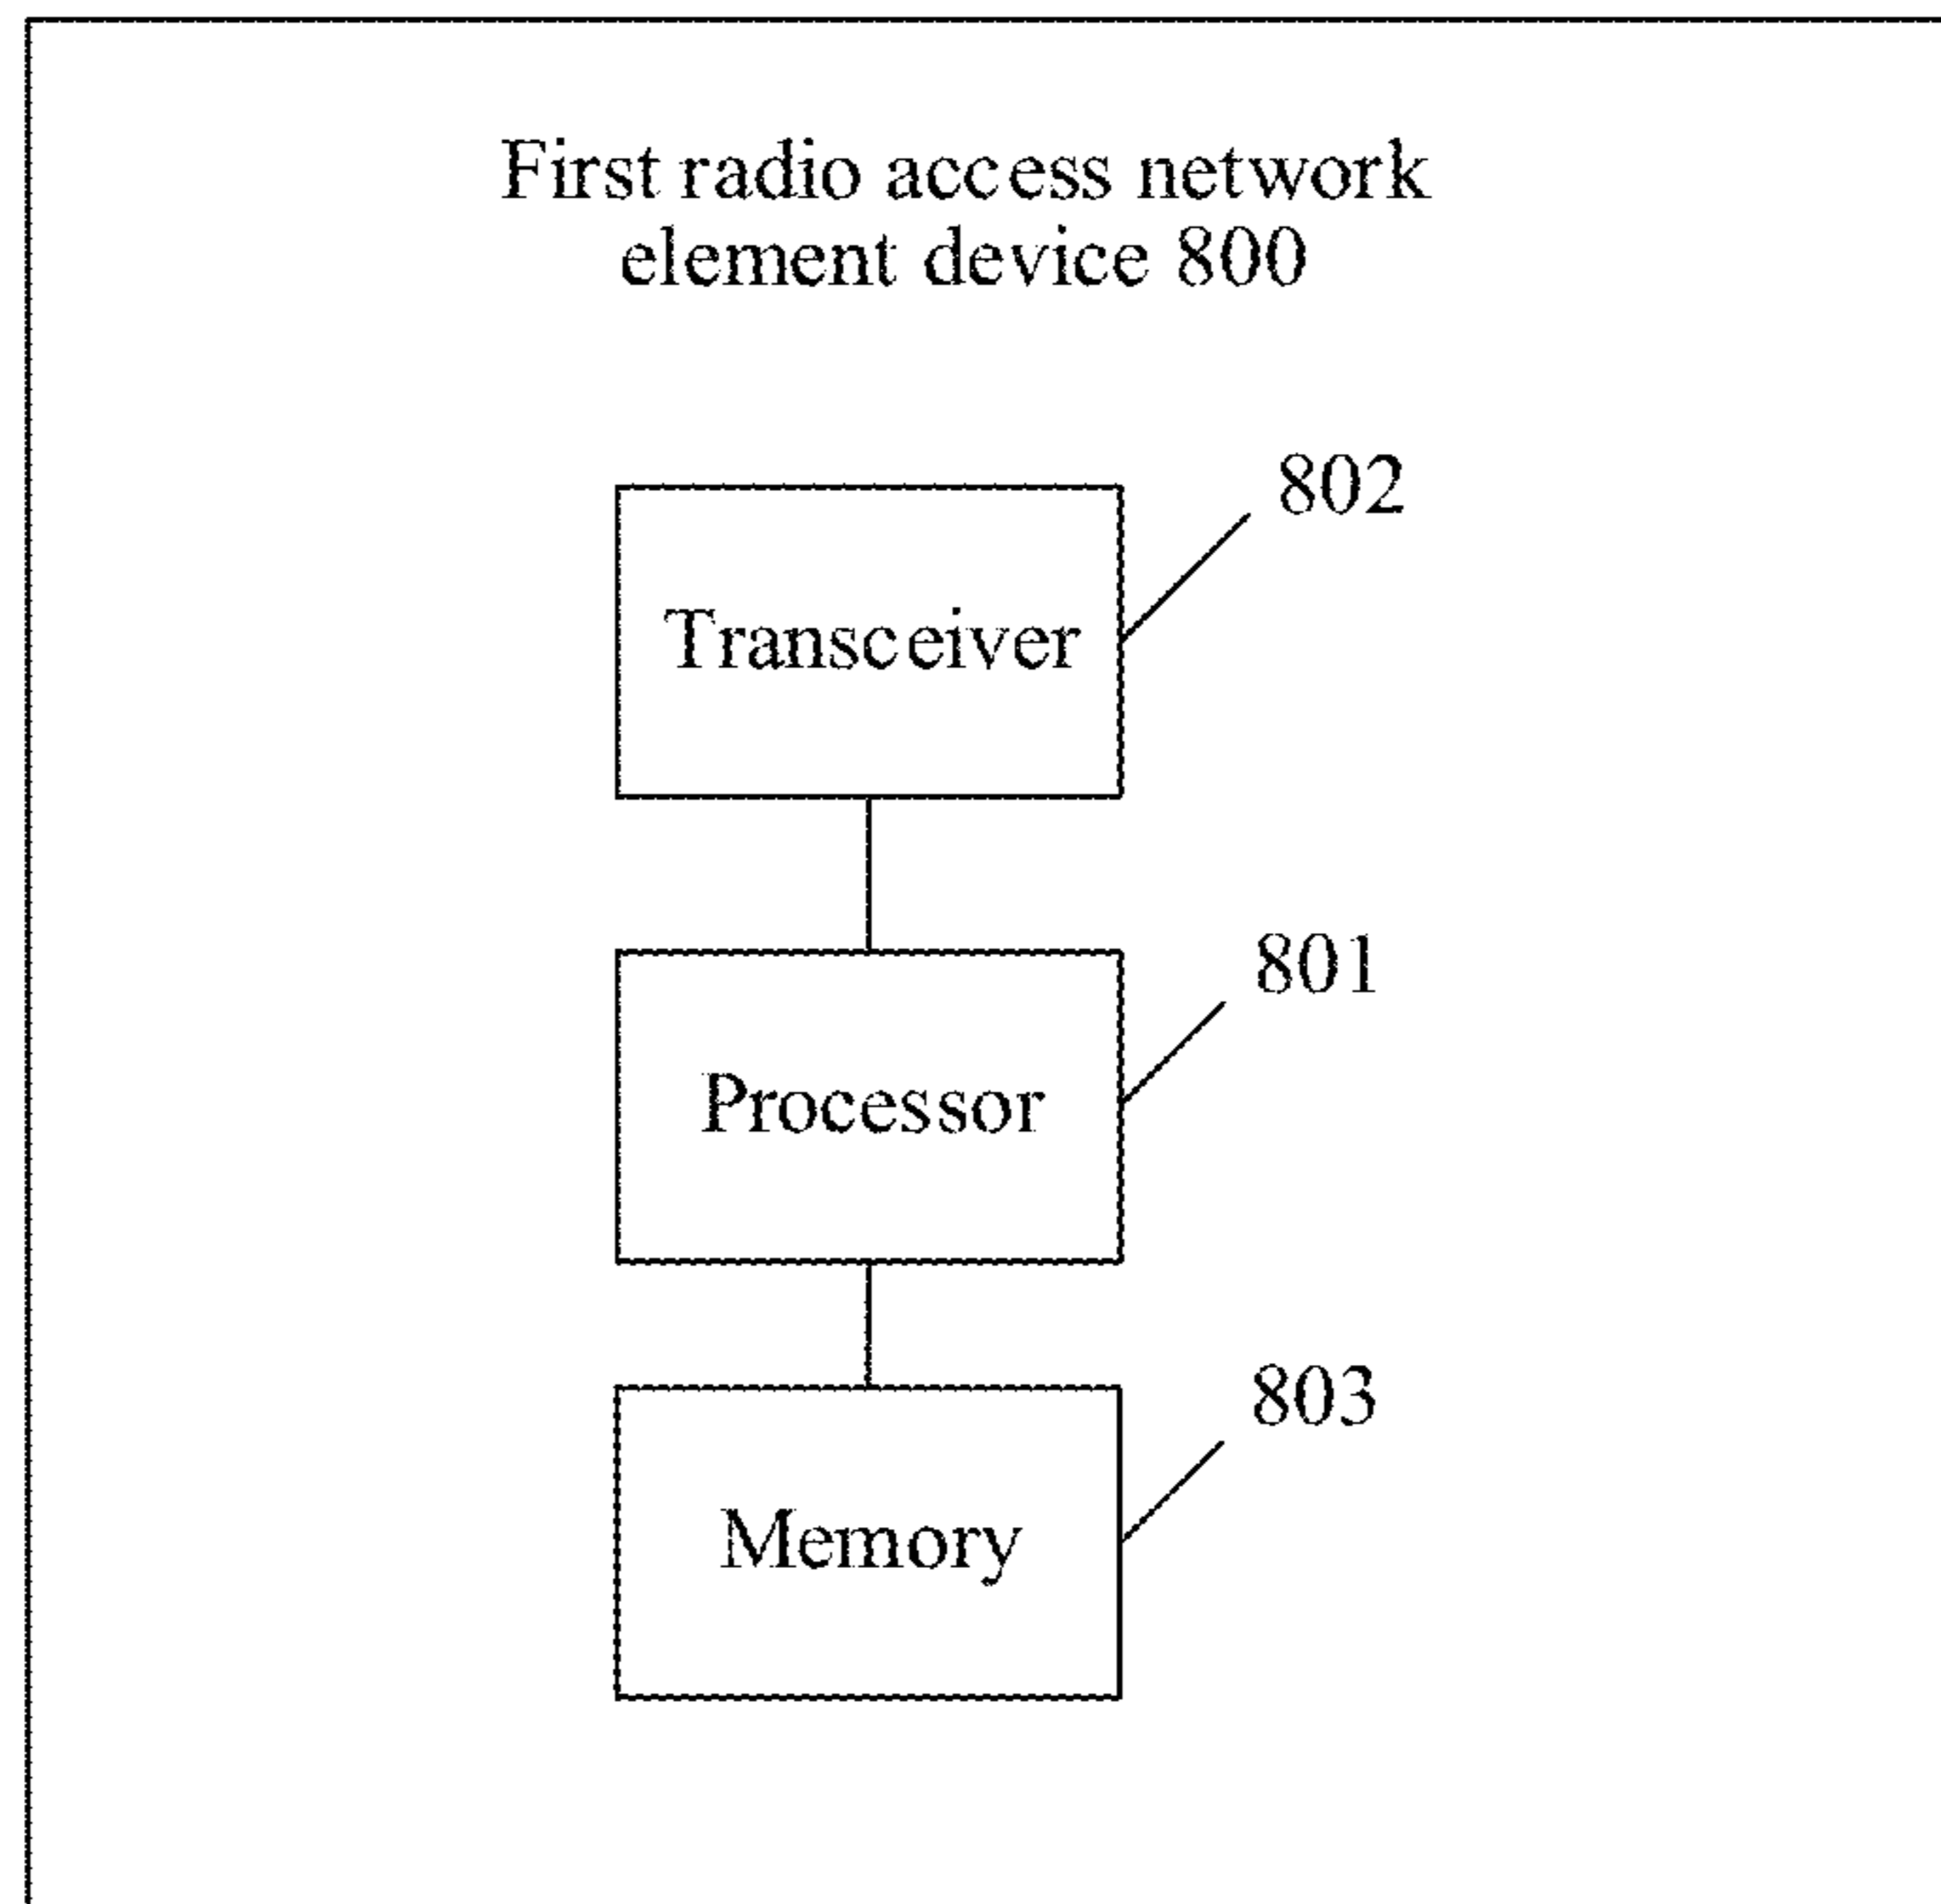 First radio access network
element device 800
802
Transceiver
801
Processor
803
Memory